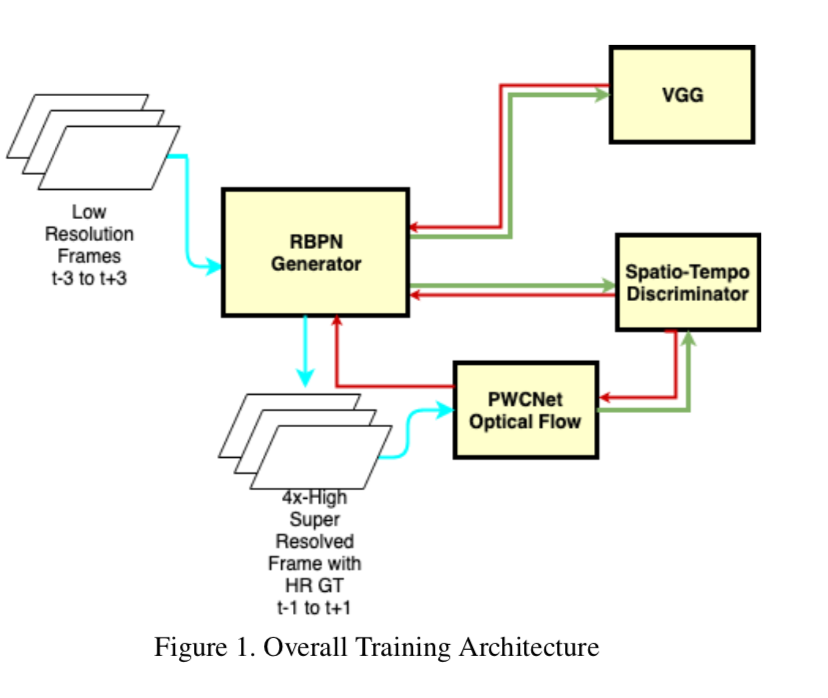 VGG
Low
Resolution
Frames
t-3 to t+3
RBPN
Generator
Spatio-Tempo
Discriminator
PWCNet
Optical Flow
4x-High
Super
Resolved
Frame with
HR GT
t-1 to t+1
Figure 1. Overall Training Architecture